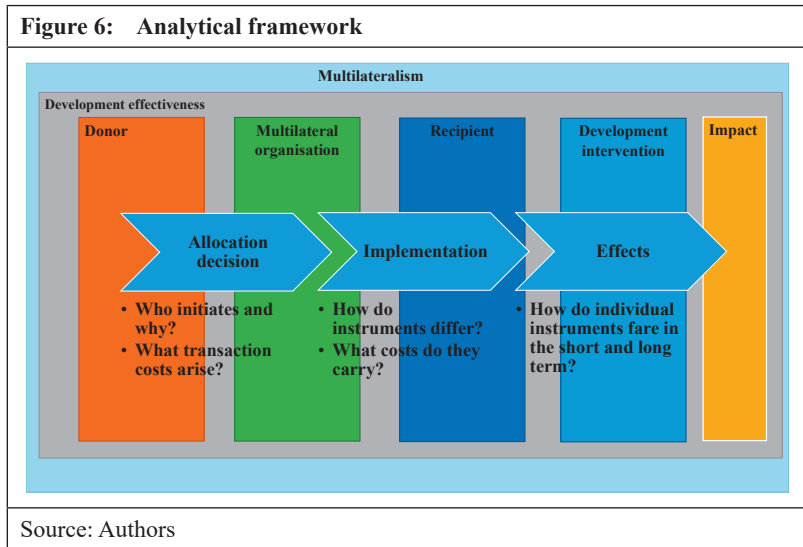 Figure 6: Analytical framework
Multilateralism
Development effectiveness
Donor
Multilateral
organisation
Recipient
Development
intervention
Impact
Allocation
decision
Implementation
Effects
• Who initiates and
why?
• What transaction
costs arise?
• How do
instruments differ?
• What costs do they
carry?
• How do individual
instruments fare in
the short and long
term?
Source: Authors